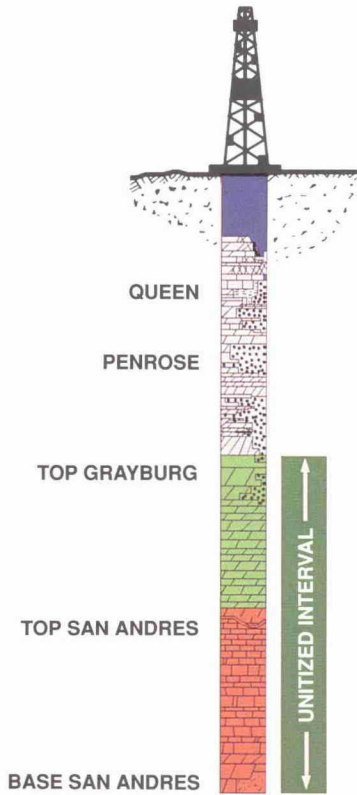 QUEEN
PENROSE
TOP GRAYBURG
TOP SAN ANDRES
UNITIZED INTERVAL
BASE SAN ANDRES